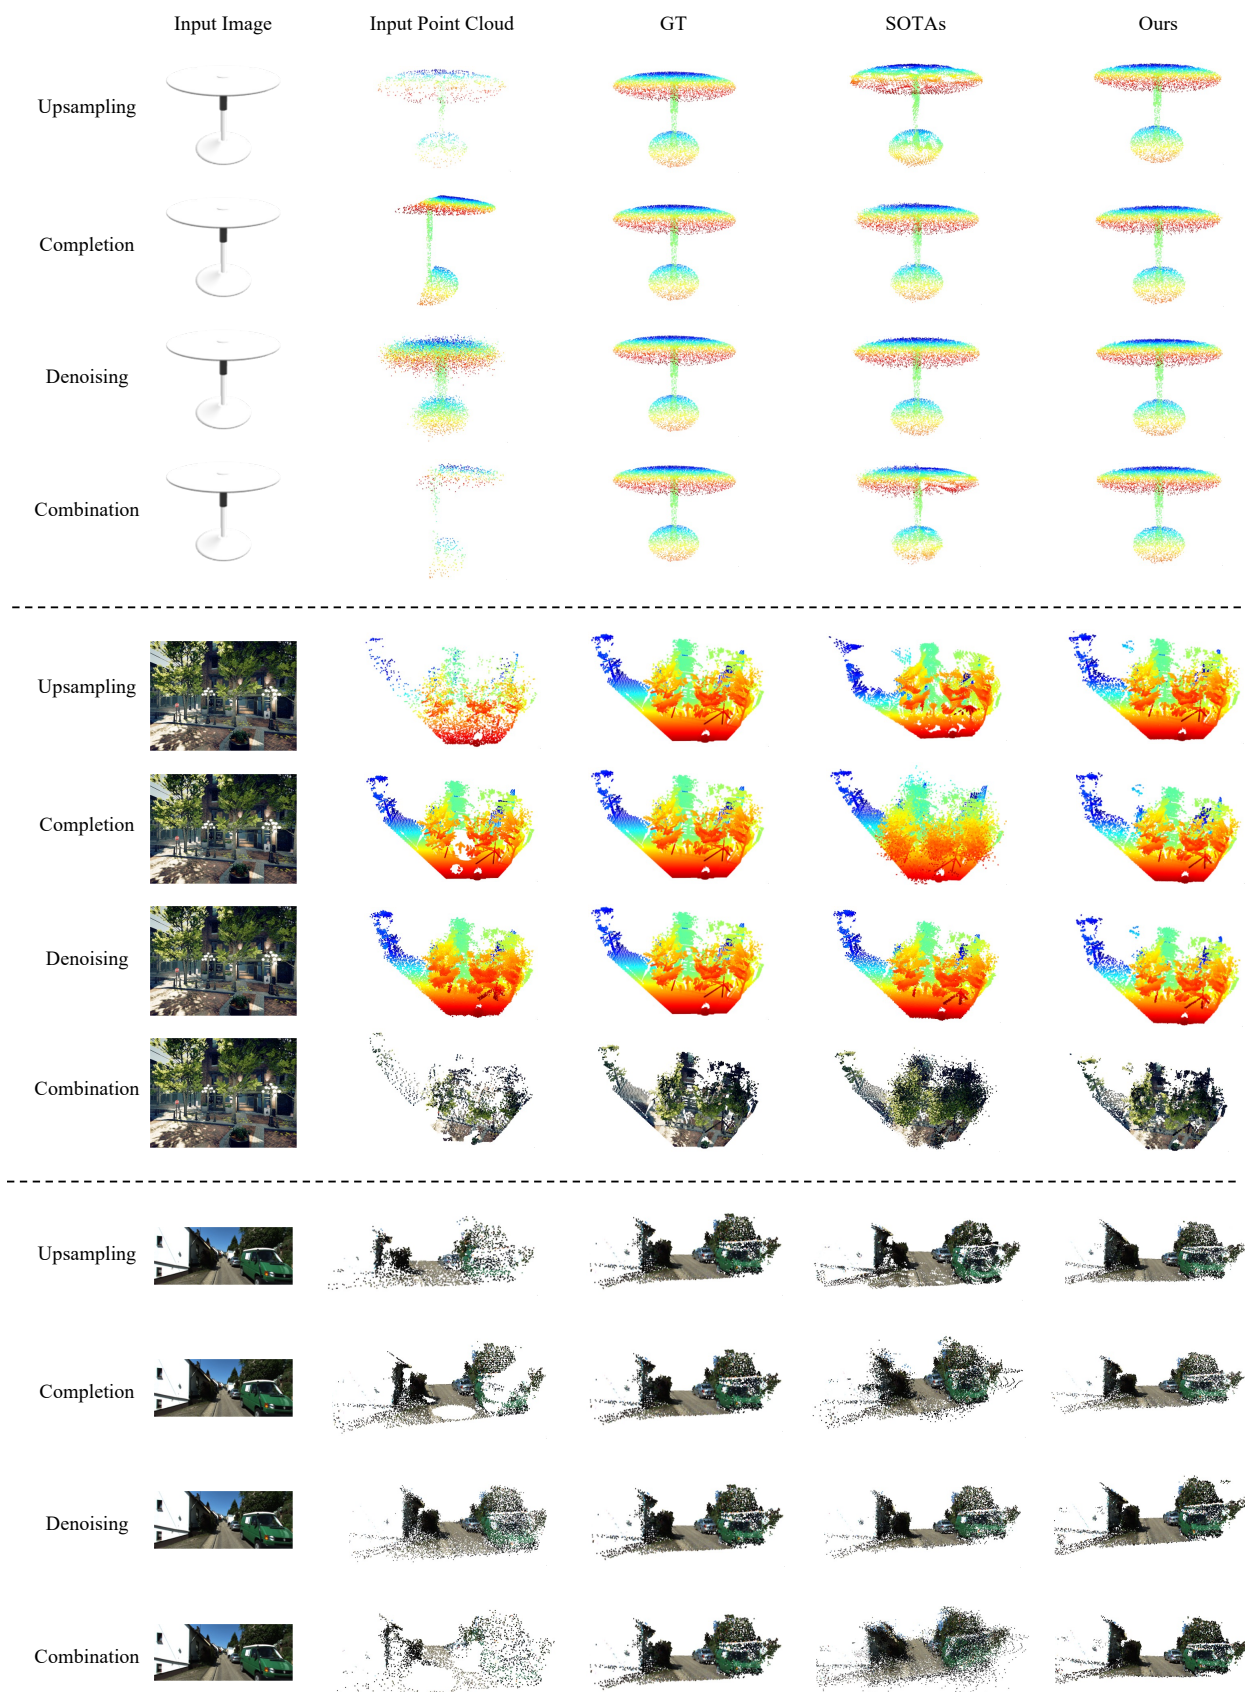 Input Image Input Point Cloud GT SOTAs Ours
Upsampling
Completion
Denoising
Combination
Upsampling
Completion
Denoising
Combination
Upsampling
Completion
Denoising
Combination